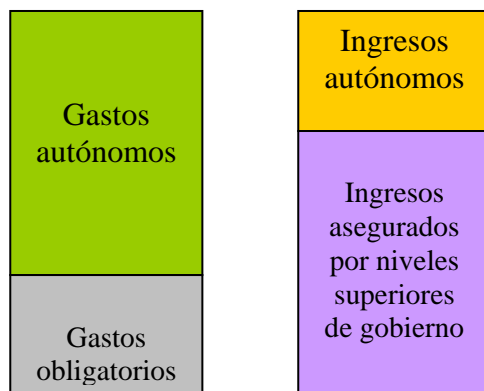 Gastos
autónomos
Gastos
obligatorios
Ingresos
autónomos
Ingresos
asegurados
por niveles
superiores
de gobierno